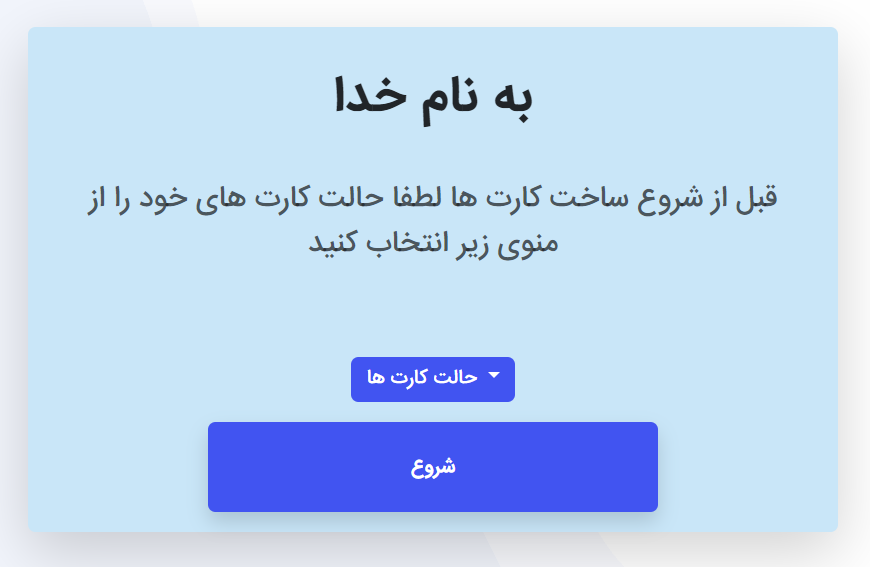 به نام خدا
قبل از شروع ساخت کارت ها لطفا حالت کارت های خود را از
منوی زیر انتخاب کنید
حالت کارت ها
شروع